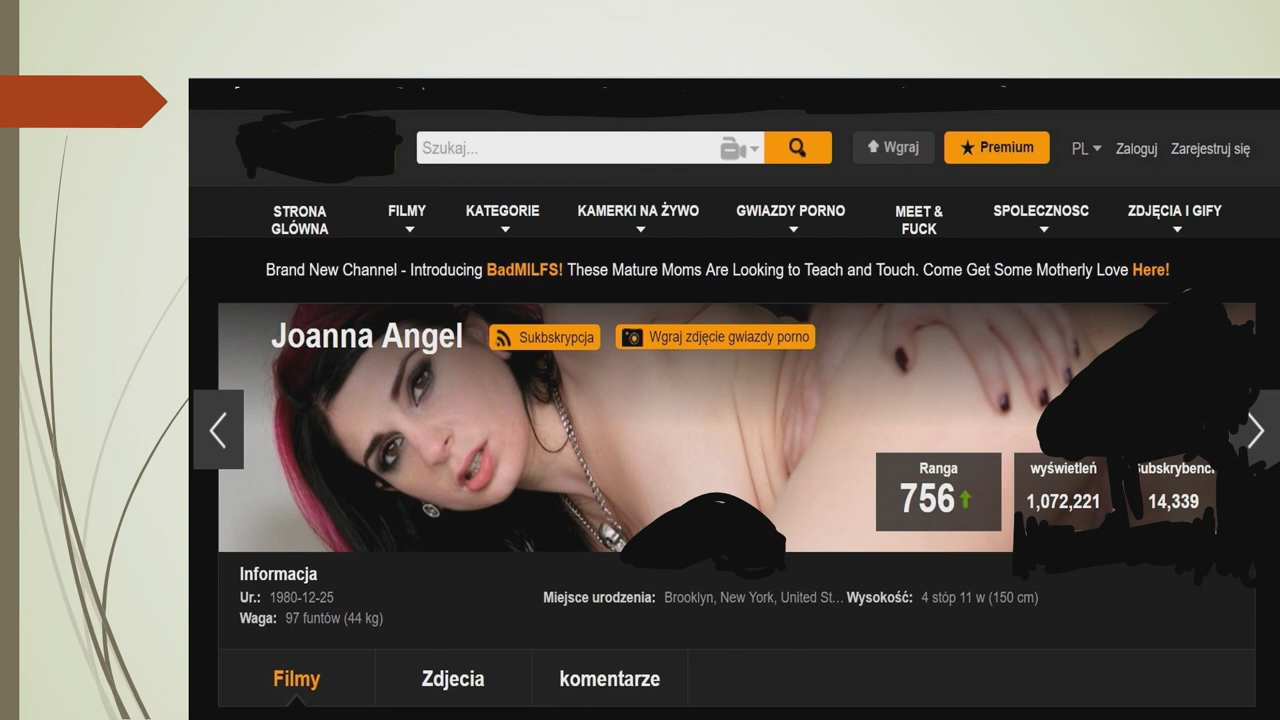 Szukaj...
Wgraj
Premium
PL
Zaloguj
Zarejestruj się
STRONA
GLÓWNA
FILMY
KATEGORIE
KAMERKI NA ŻYWO
GWIAZDY PORNO
MEET &
FUCK
SPOLECZNOSC
ZDJĘCIA I GIFY
Brand New Channel - Introducing BadMILFS! These Mature Moms Are Looking to Teach and Touch. Come Get Some Motherly Love Here!
Joanna Angel
Sukbskrypcja
Wgraj zdjęcie gwiazdy porno
Ranga
756
wyświetleń
1,072,221
14,339
Informacja
Ur.: 1980-12-25
Miejsce urodzenia: Brooklyn, New York, United St...
Wysokość: 4 stóp 11 w (150 cm)
Waga: 97 funtów (44 kg)
Filmy
Zdjecia
komentarze